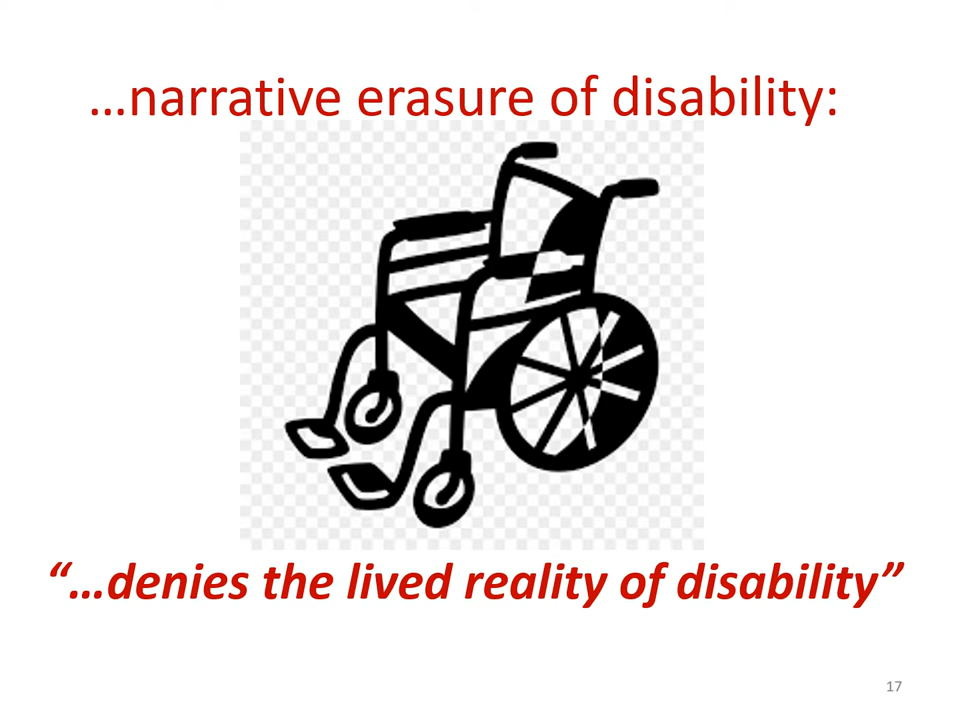 …narrative erasure of disability:
“…denies the lived reality of disability”
17